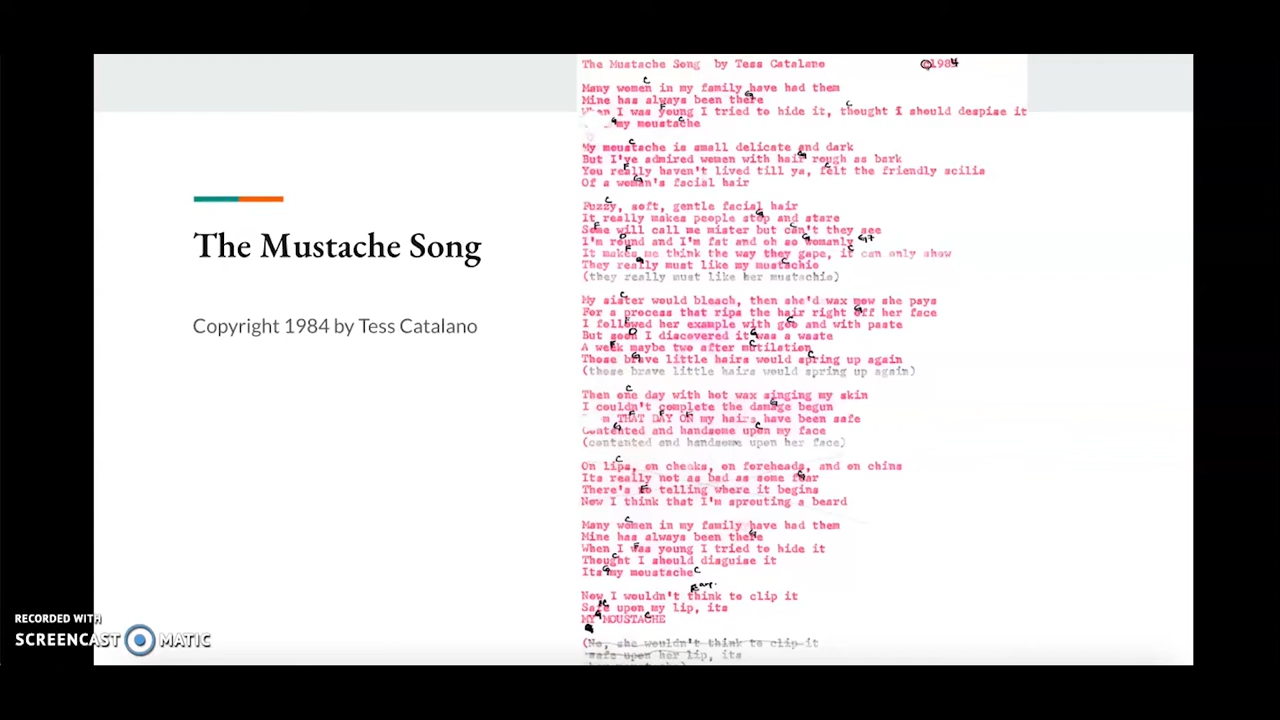 The Mustache Song
Copyright 1984 by Tess Catalano
The Mustache Song by Tess Catalano ©1984
Many women in my family have had them
Mine has always been there
When I was young I tried to hide it, thought I should despise it
my moustache
My moustache is small delicate and dark
But I've admired women with hair rough as bark
You really haven't lived till ya, felt the friendly scilia
Of a woman's facial hair
Fuzzy, soft, gentle facial hair
It really makes people stop and stare
Some will call me mister but can't they see
I'm round and I'm fat and oh so womanly
It makes me think the way they gape, it can only show
They really must like my mustachio
(they really must like her mustachio)
My sister would bleach, then she'd wax now she pays
For a process that rips the hair right off her face
I followed her example with goo and with paste
But soon I discovered it was a waste
A week maybe two after mutilation
Those brave little hairs would spring up again
(those brave little hairs would spring up again)
Then one day with hot wax singing my skin
I couldn't complete the damage begun
m THAT DAY ON my hairs have been safe
Contented and handsome upon my face
(contented and handsome upon her face)
On lips, on cheeks, on foreheads, and on chins
Its really not as bad as some fear
There's no telling where it begins
Now I think that I'm sprouting a beard
Many women in my family have had them
Mine has always been there
When I was young I tried to hide it
Thought I should disguise it
Its my moustache
Now I wouldn't think to clip it
Safe upon my lip, its
MY MOUSTACHE
(No, she wouldn't think to clip it
safe upon her lip, its
RECORDED WITH
SCREENCAST O MATIC